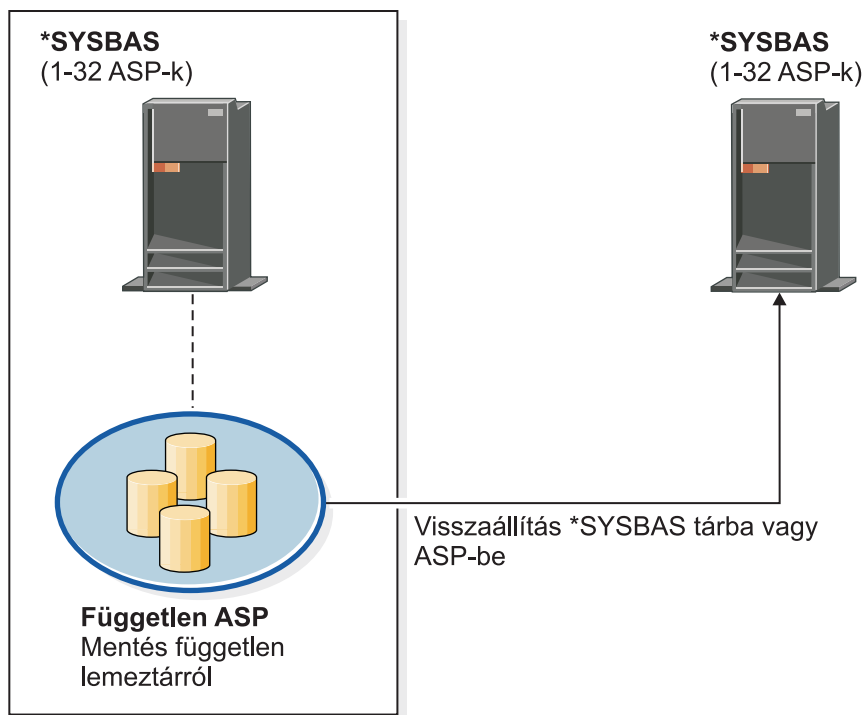 *SYSBAS
(1-32 ASP-k)
*SYSBAS
(1-32 ASP-k)
Visszaállítás *SYSBAS tárba vagy
ASP-be
Független ASP
Mentés független
lemeztárról